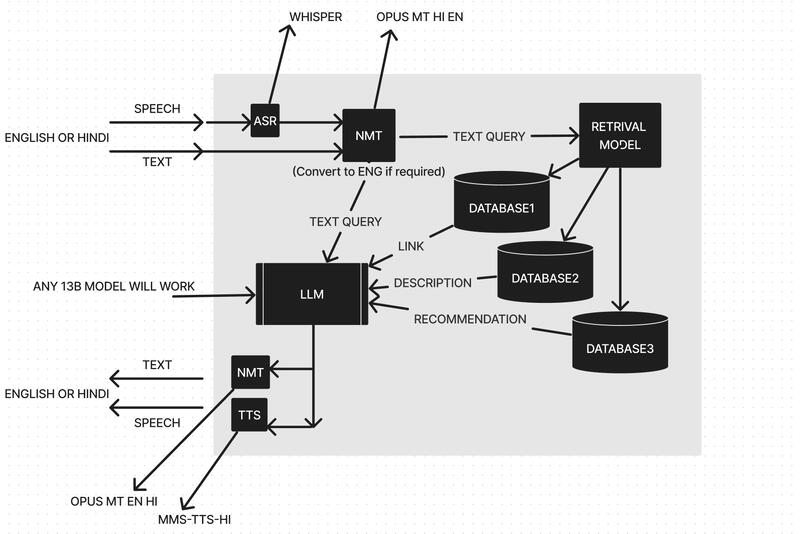 WHISPER
OPUS MT HI EN
SPEECH
ASR
ENGLISH OR HINDI
NMT
TEXT QUERY
RETRIVAL
MODEL
TEXT
(Convert to ENG if required)
DATABASE1
TEXT QUERY
LINK
DATABASE2
DESCRIPTION
ANY 13B MODEL WILL WORK
LLM
RECOMMENDATION
DATABASE3
TEXT
NMT
ENGLISH OR HINDI
TTS
SPEECH
OPUS MT EN HI
MMS-TTS-HI